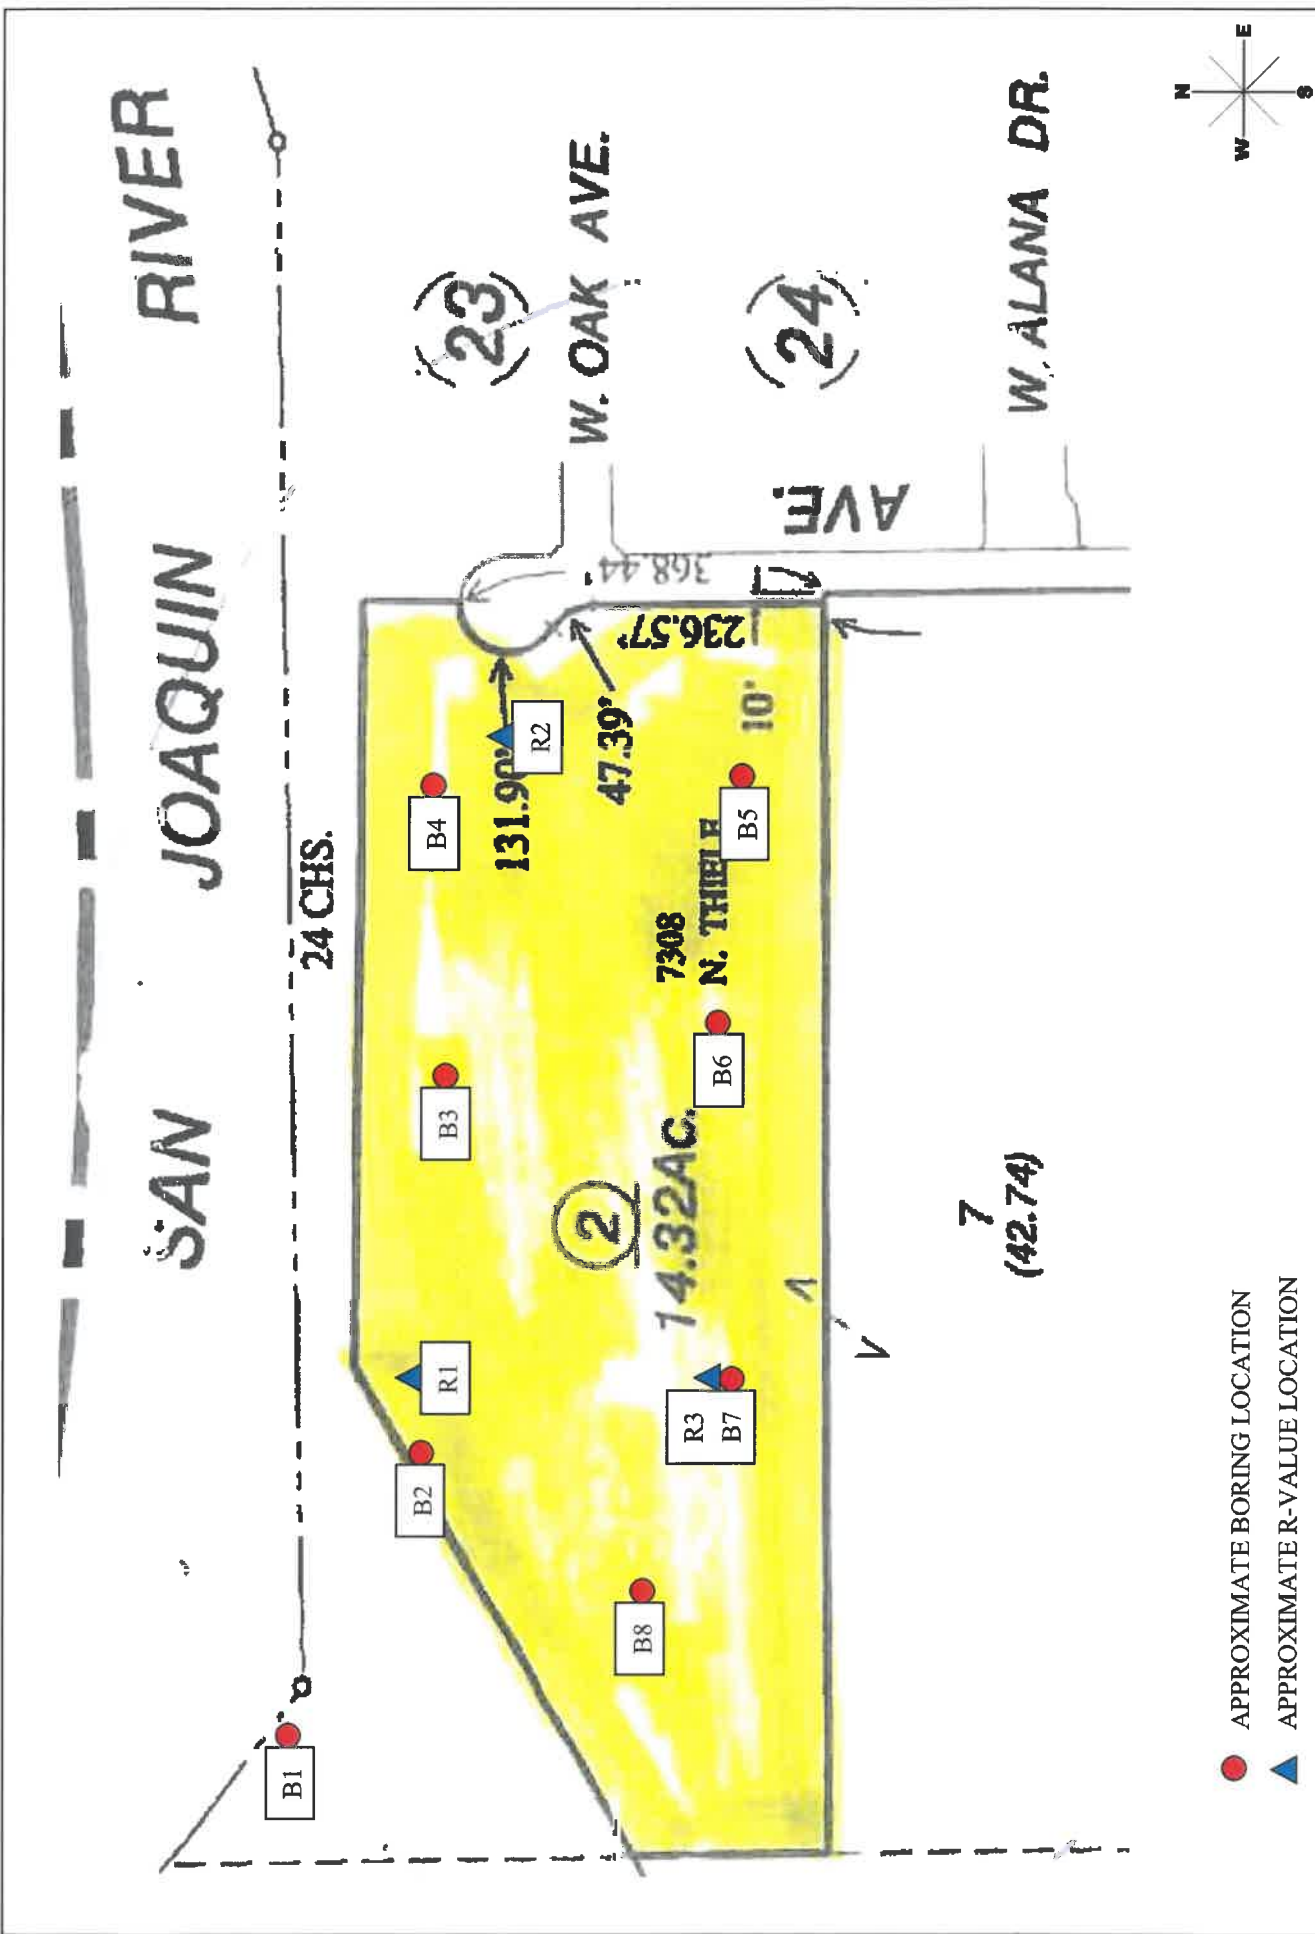 SAN JOAQUIN RIVER
24 CHS.
(23)
W. OAK AVE.
(24)
W. ALANA DR.
AVE.
368.44
236.57'
10'
47.39'
131.90'
R2
B4
B5
7308
N. THIELE
B6
B3
2
14.32AC.
R1
B2
R3
B7
B8
B1
7
(42.74)
N
W
E
S
APPROXIMATE BORING LOCATION
APPROXIMATE R-VALUE LOCATION